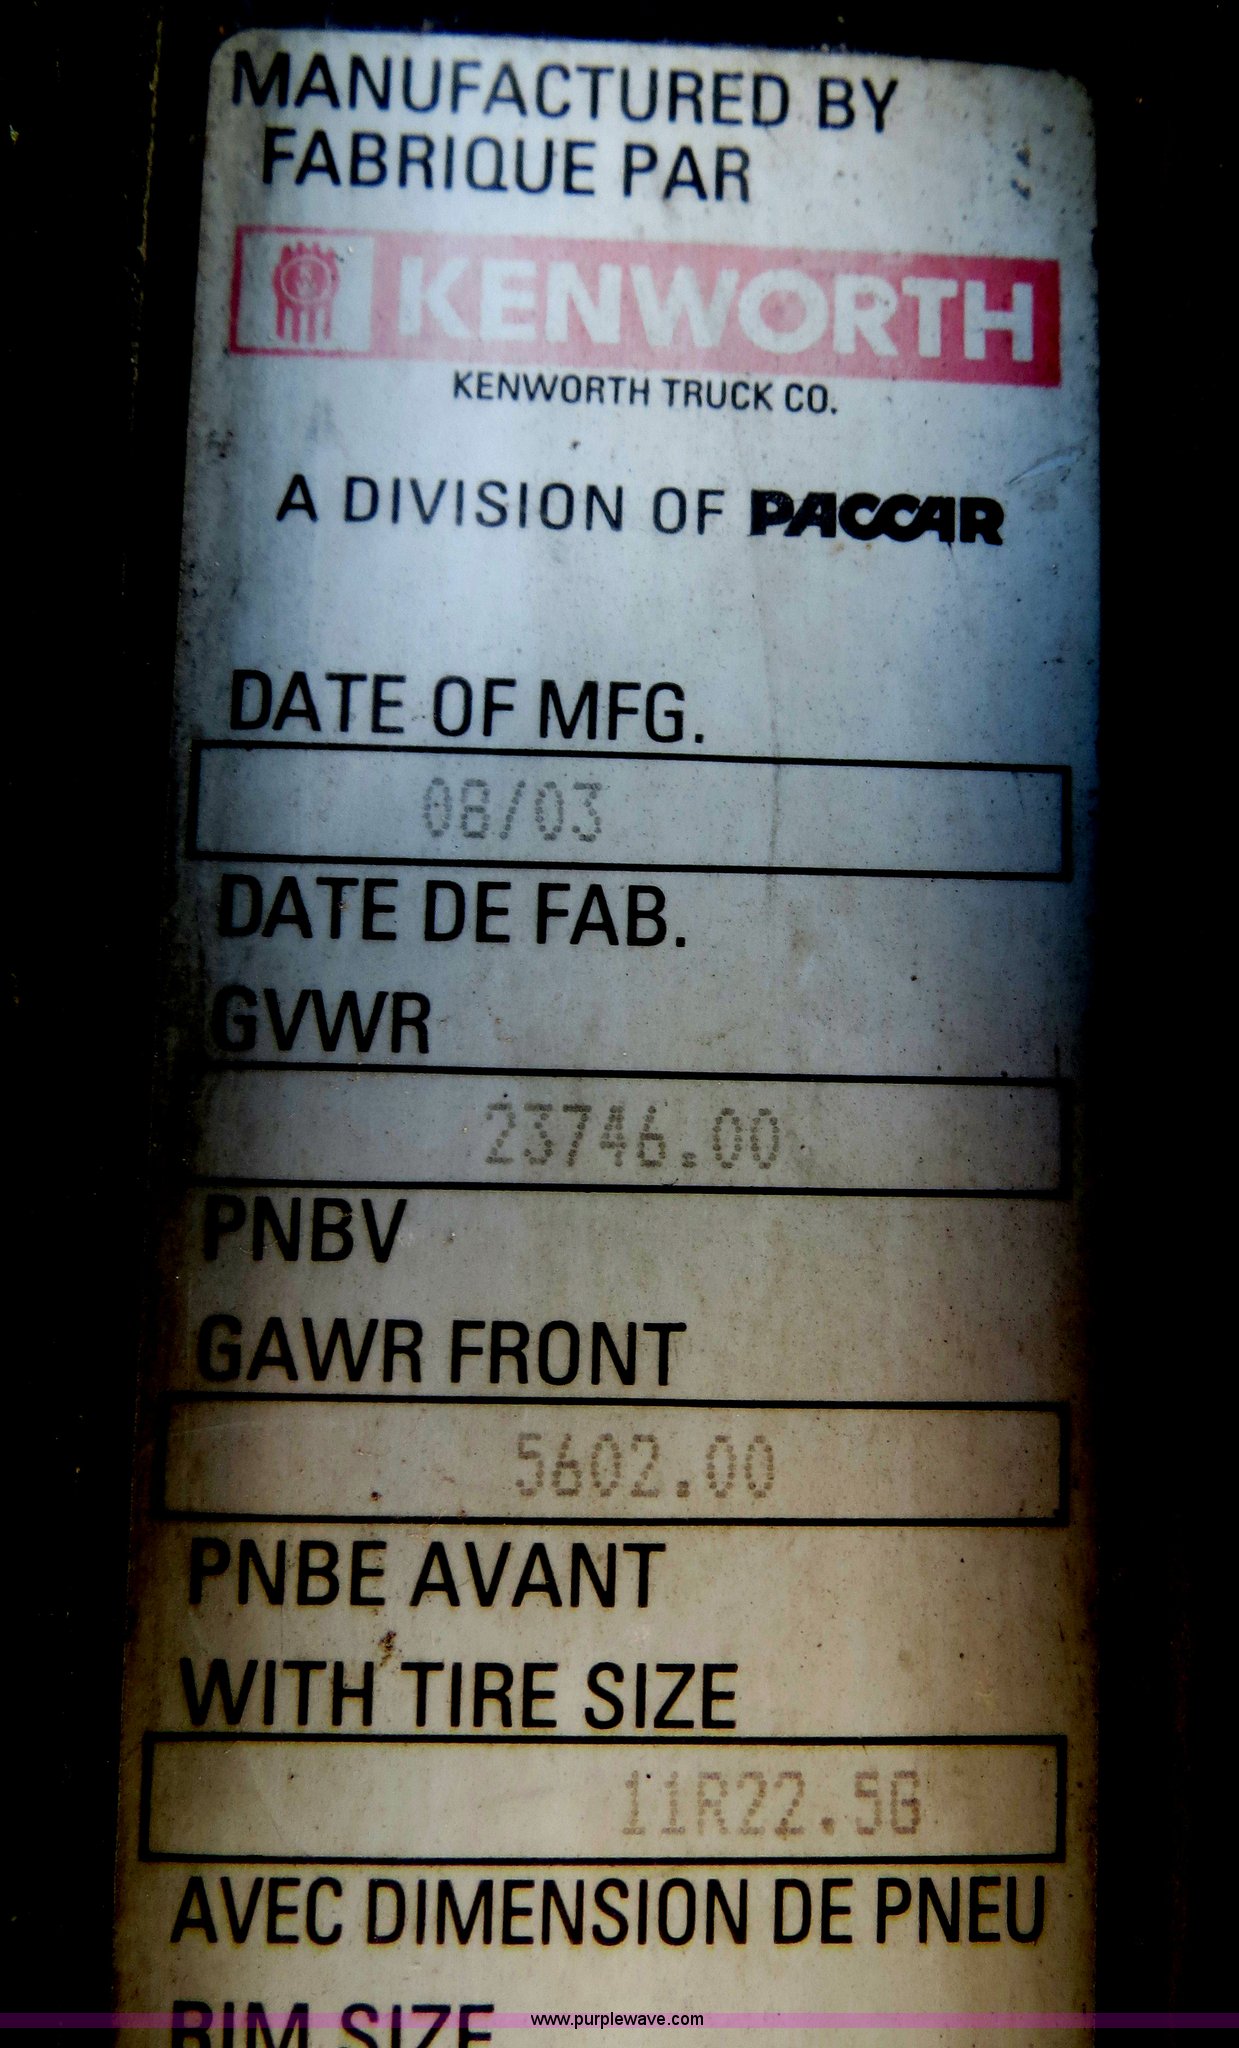 MANUFACTURED BY
FABRIQUE PAR
KENWORTH
KENWORTH TRUCK CO.
A DIVISION OF PACCAR
DATE OF MFG.
08/03
DATE DE FAB.
GVWR
23746.00
PNBV
GAWR FRONT
5602.00
PNBE AVANT
WITH TIRE SIZE
11R22.5G
AVEC DIMENSION DE PNEU
RIM SIZE
www.purplewave.com